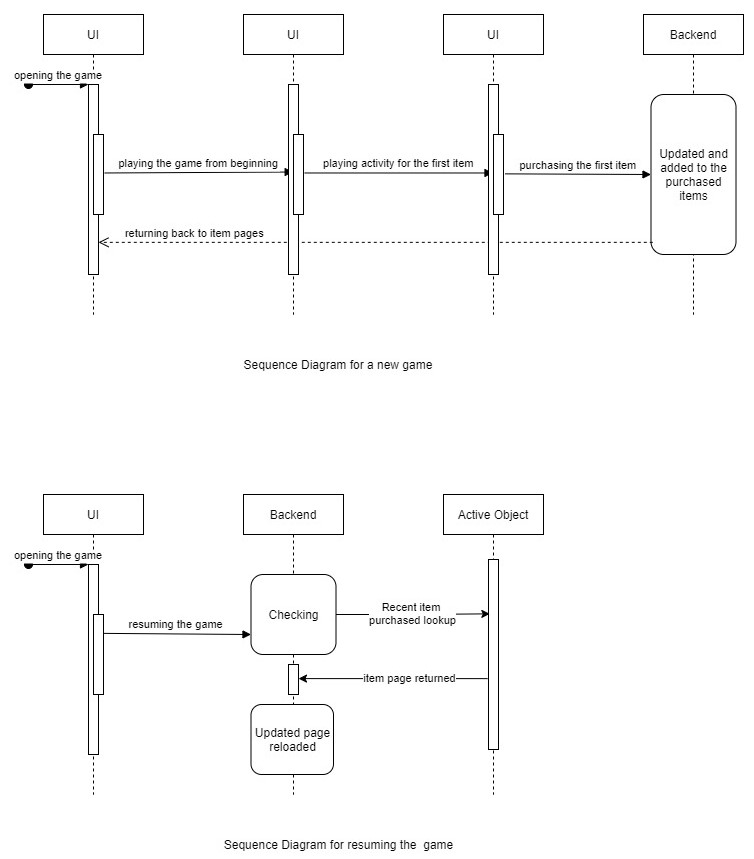 UI
UI
UI
Backend
opening the game
playing the game from beginning
playing activity for the first item
purchasing the first item
Updated and
added to the
purchased
items
returning back to item pages
Sequence Diagram for a new game
UI
Backend
Active Object
opening the game
resuming the game
Checking
Recent item
purchased lookup
item page returned
Updated page
reloaded
Sequence Diagram for resuming the  game